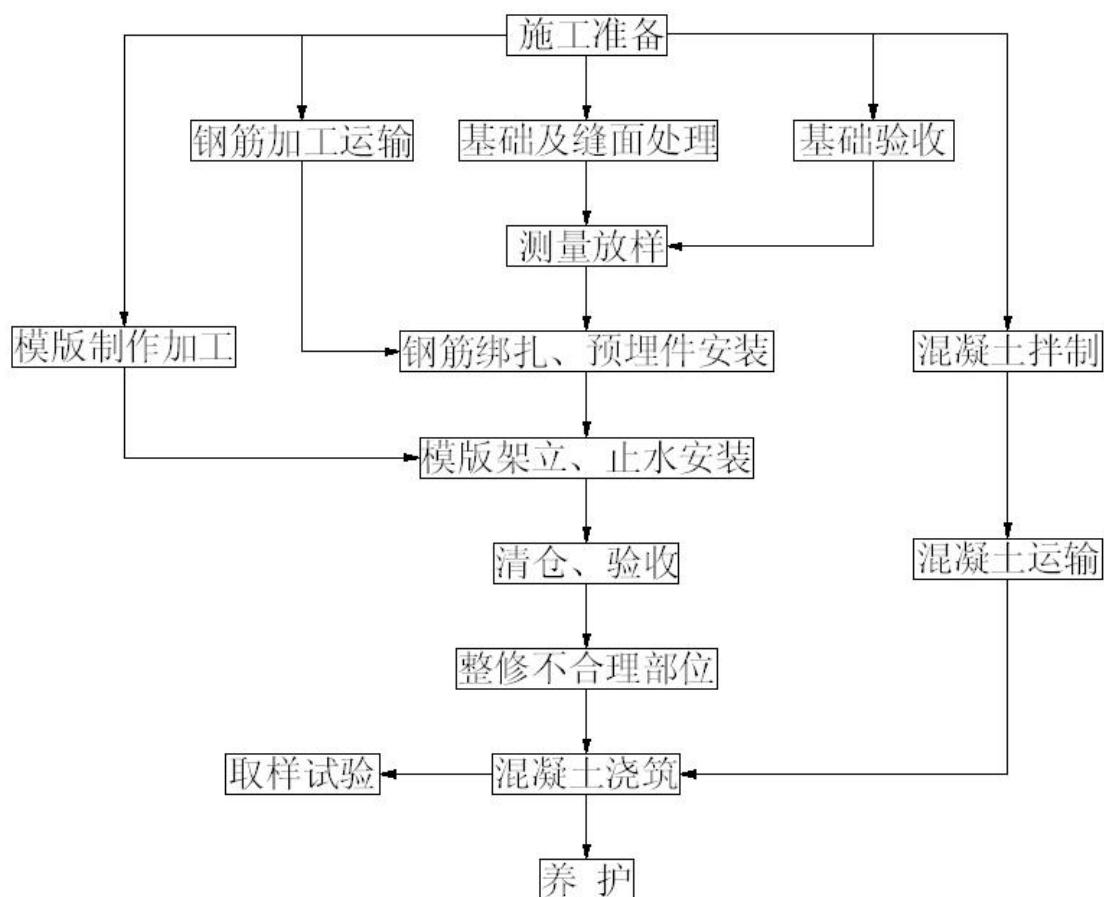 施工准备
钢筋加工运输
基础及缝面处理
基础验收
测量放样
模版制作加工
钢筋绑扎、预埋件安装
混凝土拌制
模版架立、止水安装
清仓、验收
混凝土运输
整修不合理部位
取样试验
混凝土浇筑
养 护